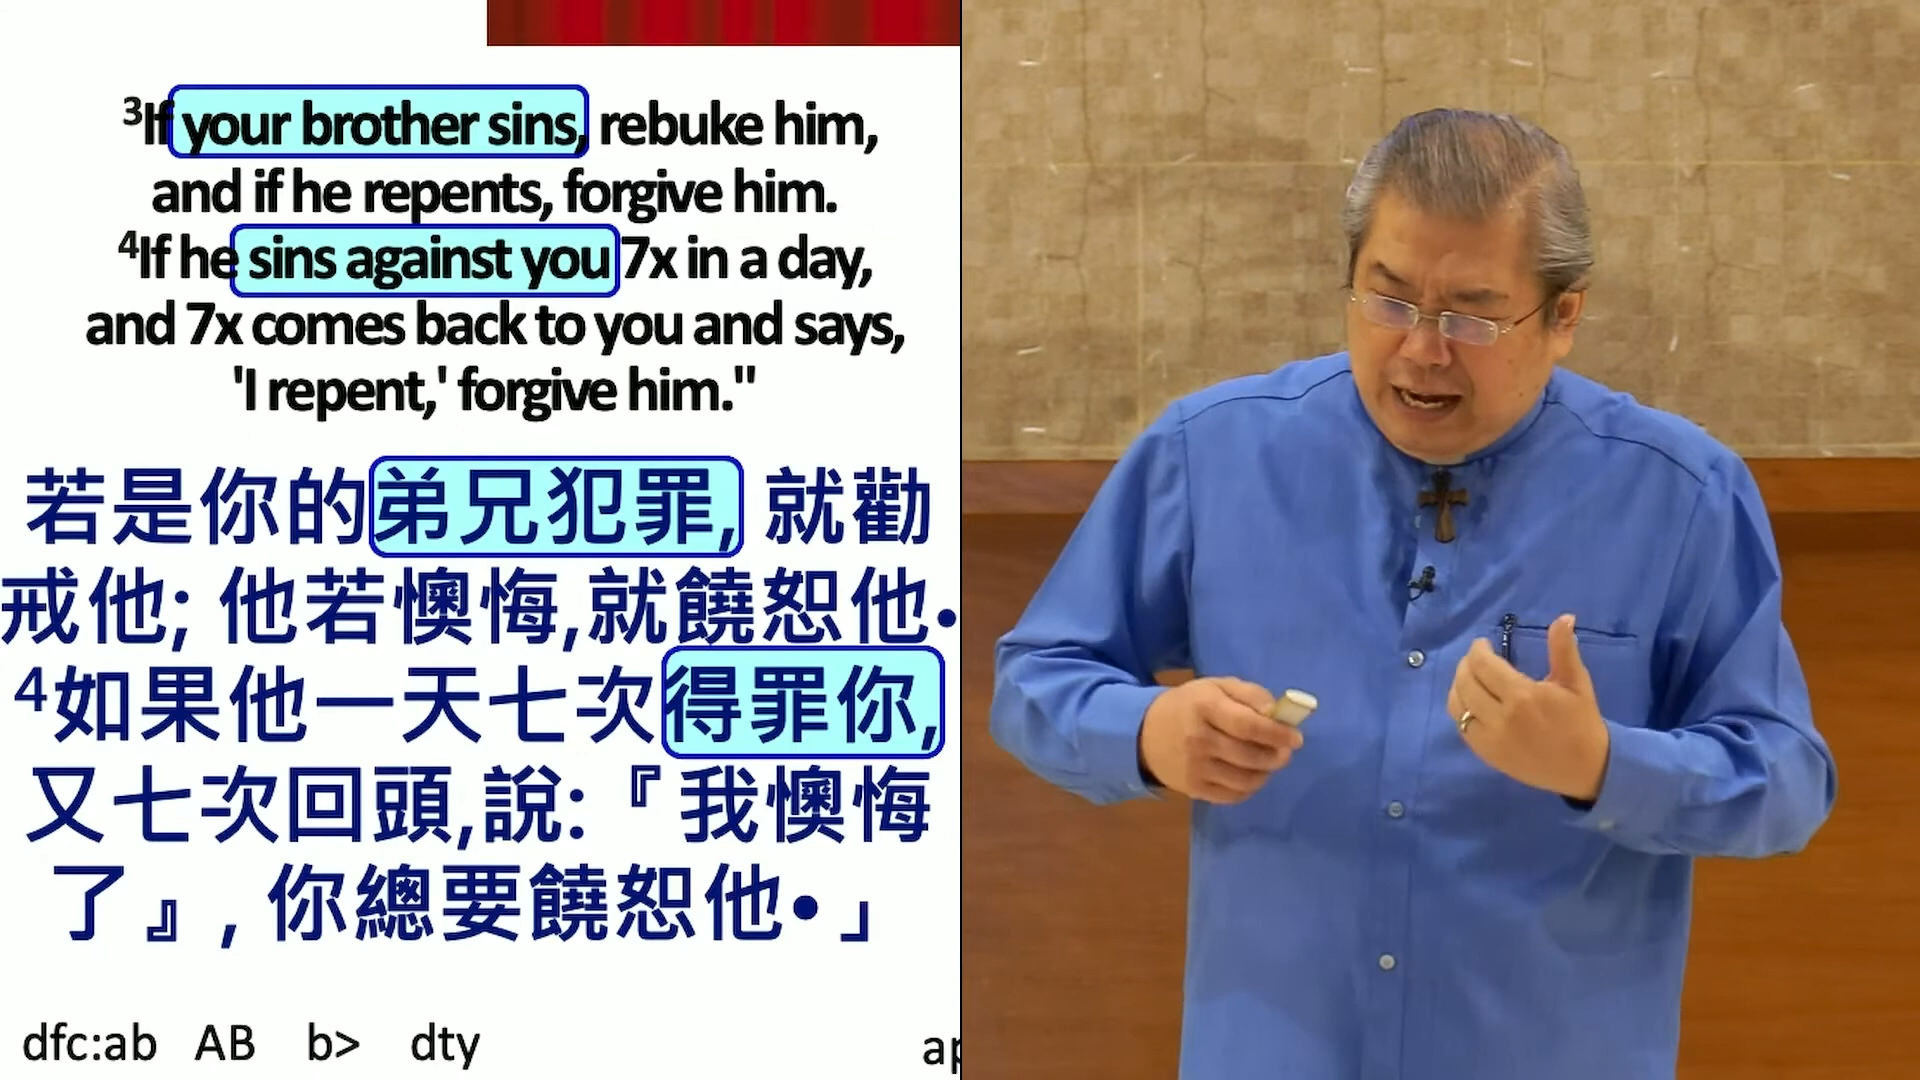 ³If your brother sins, rebuke him,
and if he repents, forgive him.
⁴If he sins against you 7x in a day,
and 7x comes back to you and says,
'I repent,' forgive him."
若是你的弟兄犯罪, 就勸
戒他; 他若懊悔,就饒恕他•
⁴如果他一天七次得罪你,
又七次回頭,說:『我懊悔
了』, 你總要饒恕他•」
dfc:ab AB b> dty ap